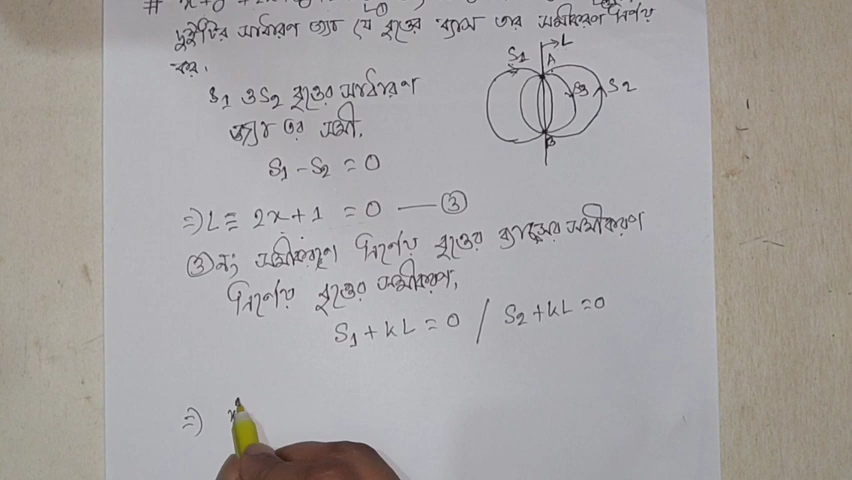 দুইটির সাধারণ জ্যা যে বৃত্তের ব্যাস তার সমীকরণ নির্ণয়
কর।
S1 ও S2 বৃত্তের সাধারণ
জ্যা এর সমী.
S1 - S2 = 0
⇒ L ≡ 2x + 1 = 0 —— ③
③ নং সমীকরণ নির্ণেয় বৃত্তের ব্যাসের সমীকরণ
নির্ণেয় বৃত্তের সমীকরণ,
S1 + kL = 0 / S2 + kL = 0
⇒
S1
L
A
S3
S2
B